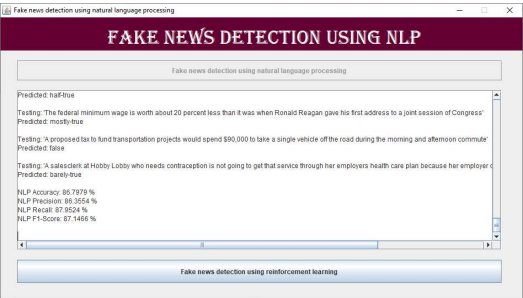 Fake news detection using natural language processing
FAKE NEWS DETECTION USING NLP
Fake news detection using natural language processing
Predicted: half-true
Testing: 'The federal minimum wage is worth about 20 percent less than it was when Ronald Reagan gave his first address to a joint session of Congress'
Predicted: mostly-true
Testing: 'A proposed tax to fund transportation projects would spend $90,000 to take a single vehicle off the road during the morning and afternoon commute'
Predicted: false
Testing: 'A salesclerk at Hobby Lobby who needs contraception is not going to get that service through her employers health care plan because her employer
Predicted: barely-true
NLP Accuracy: 86.7979 %
NLP Precision: 86.3554 %
NLP Recall: 87.9524 %
NLP F1-Score: 87.1466 %
Fake news detection using reinforcement learning